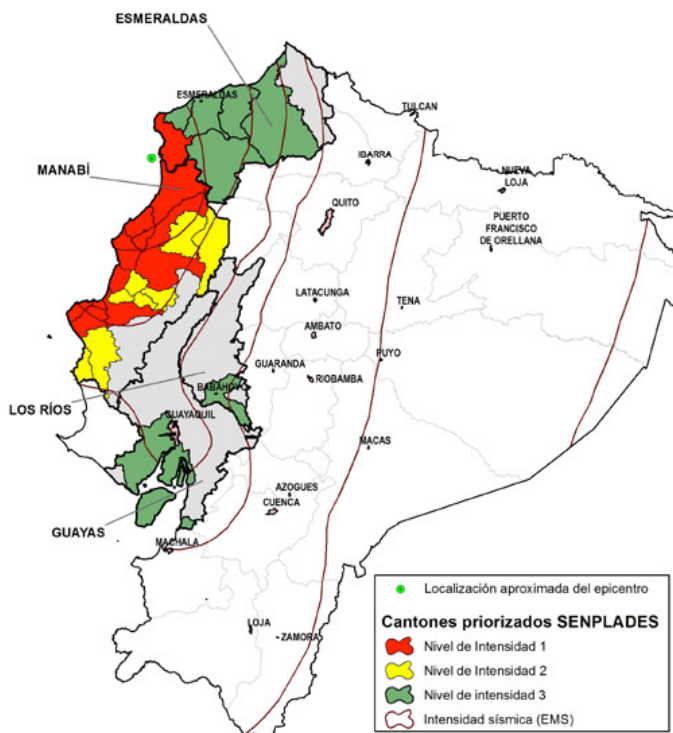 ESMERALDAS
ESMERALDAS
TULCAN
IBARRA
MANABÍ
NUEVA
LOJA
QUITO
PUERTO
FRANCISCO
DE ORELLANA
LATACUNGA
TENA
AMBATO
GUARANDA
PUYO
RIOBAMBA
BABAHOYO
LOS RÍOS
GUAYAQUIL
MACAS
AZOGUES
CUENCA
GUAYAS
MACHALA
LOJA
ZAMORA
Localización aproximada del epicentro
Cantones priorizados SENPLADES
Nivel de Intensidad 1
Nivel de Intensidad 2
Nivel de intensidad 3
Intensidad sísmica (EMS)